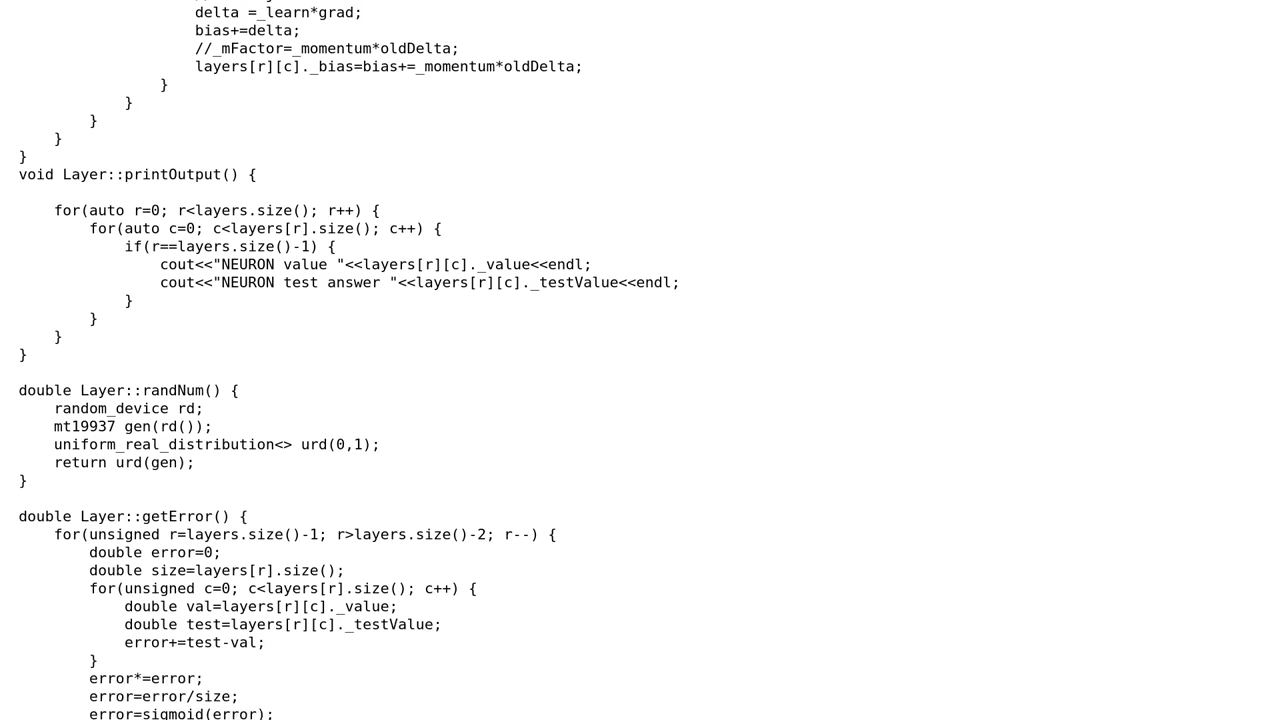 delta =_learn*grad;
bias+=delta;
//_mFactor=_momentum*oldDelta;
layers[r][c]._bias=bias+=_momentum*oldDelta;
}
}
}
}
}
void Layer::printOutput() {
for(auto r=0; r<layers.size(); r++) {
for(auto c=0; c<layers[r].size(); c++) {
if(r==layers.size()-1) {
cout<<"NEURON value "<<layers[r][c]._value<<endl;
cout<<"NEURON test answer "<<layers[r][c]._testValue<<endl;
}
}
}
}
double Layer::randNum() {
random_device rd;
mt19937 gen(rd());
uniform_real_distribution<> urd(0,1);
return urd(gen);
}
double Layer::getError() {
for(unsigned r=layers.size()-1; r>layers.size()-2; r--) {
double error=0;
double size=layers[r].size();
for(unsigned c=0; c<layers[r].size(); c++) {
double val=layers[r][c]._value;
double test=layers[r][c]._testValue;
error+=test-val;
}
error*=error;
error=error/size;
error=sigmoid(error);